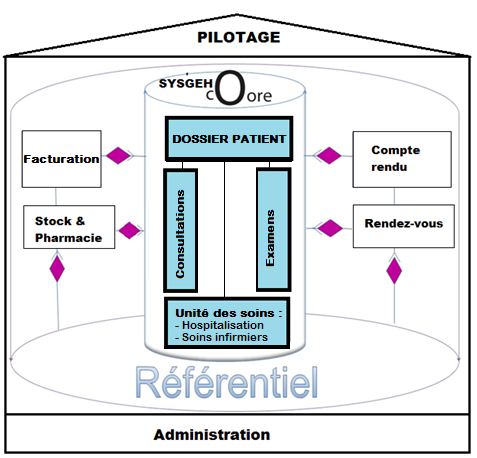 PILOTAGE
SYSGEH
cOore
DOSSIER PATIENT
Facturation
Compte
rendu
Stock &
Pharmacie
Consultations
Examens
Rendez-vous
Unité des soins :
- Hospitalisation
- Soins infirmiers
Référentiel
Administration